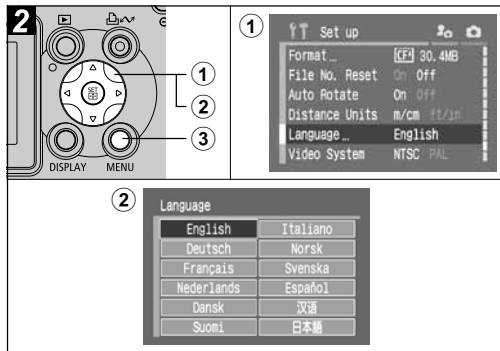 2
SET
①
②
③
DISPLAY MENU
①
Set up
Format... CF 30.4MB
File No. Reset On Off
Auto Rotate On Off
Distance Units m/cm ft/in
Language... English
Video System NTSC PAL
②
Language
English Italiano
Deutsch Norsk
Français Svenska
Nederlands Español
Dansk 汉语
Suomi 日本語